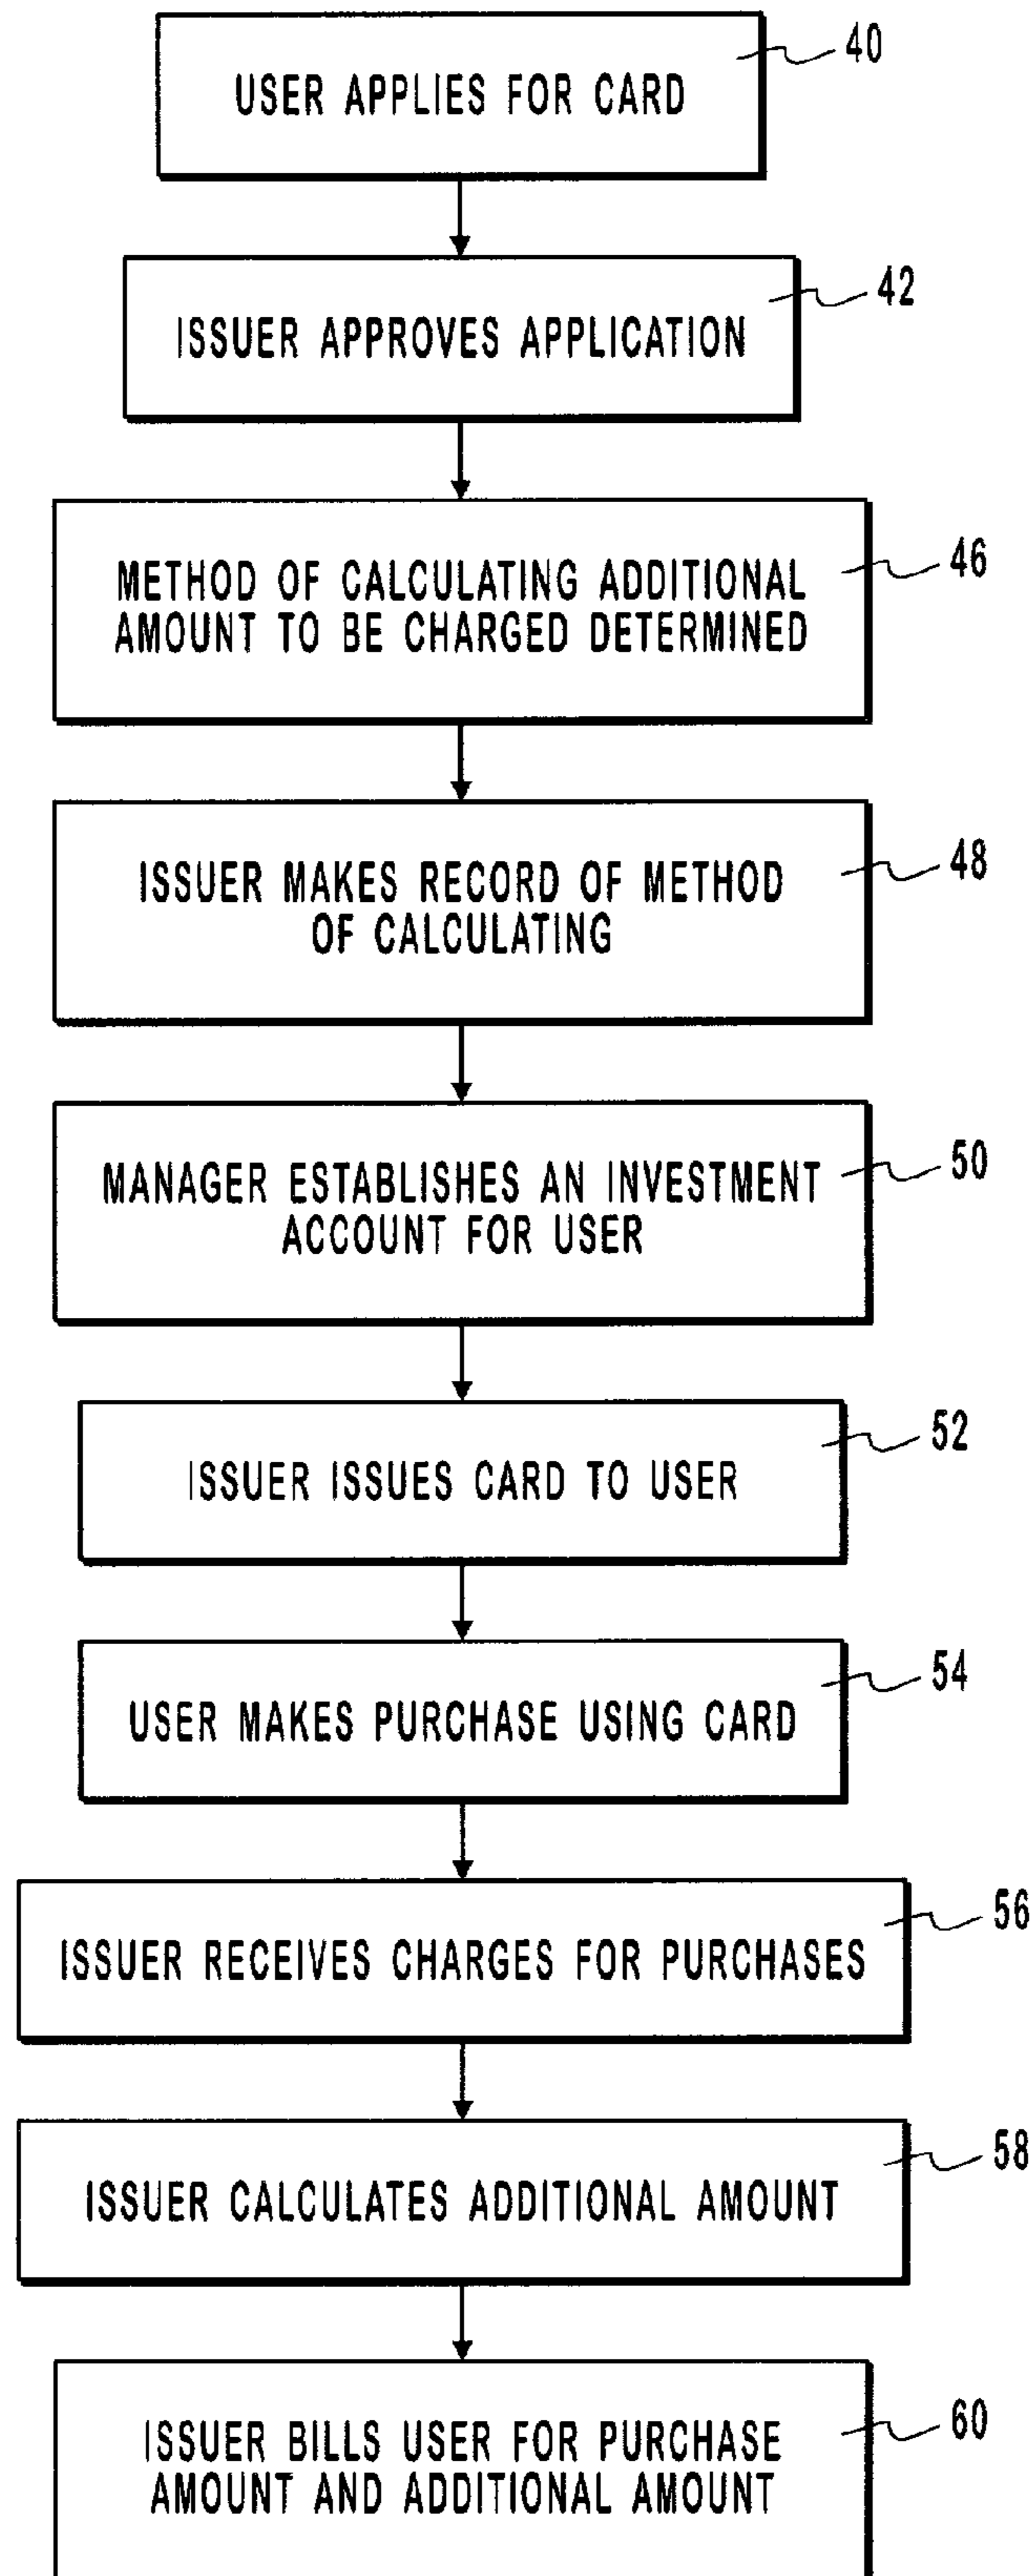 40
USER APPLIES FOR CARD
42
ISSUER APPROVES APPLICATION
46
METHOD OF CALCULATING ADDITIONAL
AMOUNT TO BE CHARGED DETERMINED
48
ISSUER MAKES RECORD OF METHOD
OF CALCULATING
50
MANAGER ESTABLISHES AN INVESTMENT
ACCOUNT FOR USER
52
ISSUER ISSUES CARD TO USER
54
USER MAKES PURCHASE USING CARD
56
ISSUER RECEIVES CHARGES FOR PURCHASES
58
ISSUER CALCULATES ADDITIONAL AMOUNT
60
ISSUER BILLS USER FOR PURCHASE
AMOUNT AND ADDITIONAL AMOUNT